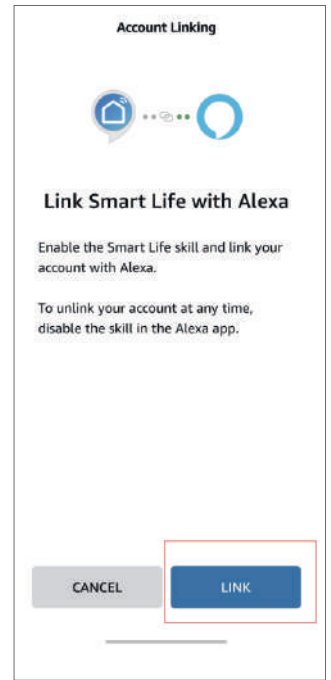 Account Linking
Link Smart Life with Alexa
Enable the Smart Life skill and link your
account with Alexa.
To unlink your account at any time,
disable the skill in the Alexa app.
CANCEL
LINK